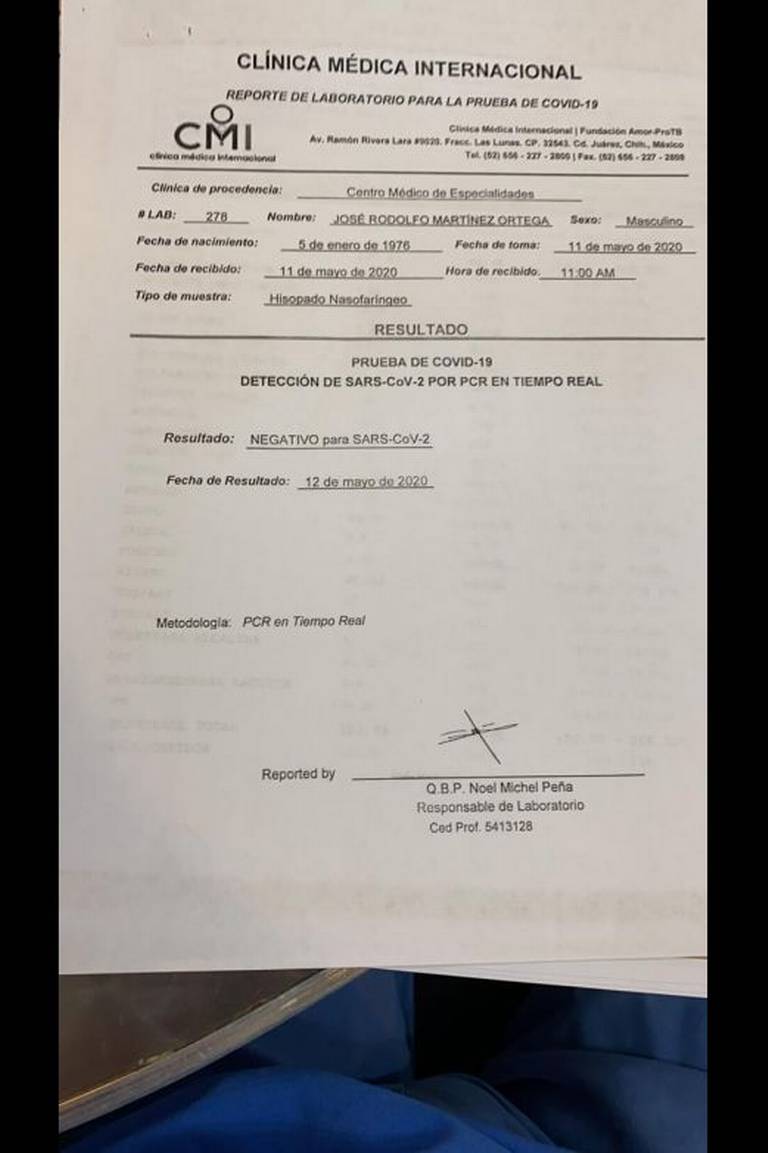 CLÍNICA MÉDICA INTERNACIONAL
REPORTE DE LABORATORIO PARA LA PRUEBA DE COVID-19
CMI
clínica médica internacional
Clínica Médica Internacional | Fundación Amor-ProTB
Av. Ramón Rivera Lara #9020. Fracc. Las Lunas. CP. 32543. Cd. Juárez, Chih., México
Tel. (52) 656 - 227 - 2800 | Fax. (52) 656 - 227 - 2809
Clínica de procedencia: Centro Médico de Especialidades
# LAB: 276 Nombre: JOSÉ RODOLFO MARTÍNEZ ORTEGA Sexo: Masculino
Fecha de nacimiento: 5 de enero de 1976 Fecha de toma: 11 de mayo de 2020
Fecha de recibido: 11 de mayo de 2020 Hora de recibido. 11:00 AM
Tipo de muestra: Hisopado Nasofaríngeo
RESULTADO
PRUEBA DE COVID-19
DETECCIÓN DE SARS-CoV-2 POR PCR EN TIEMPO REAL
Resultado: NEGATIVO para SARS-CoV-2
Fecha de Resultado: 12 de mayo de 2020
Metodología: PCR en Tiempo Real
Reported by
Q.B.P. Noel Michel Peña
Responsable de Laboratorio
Ced Prof. 5413128